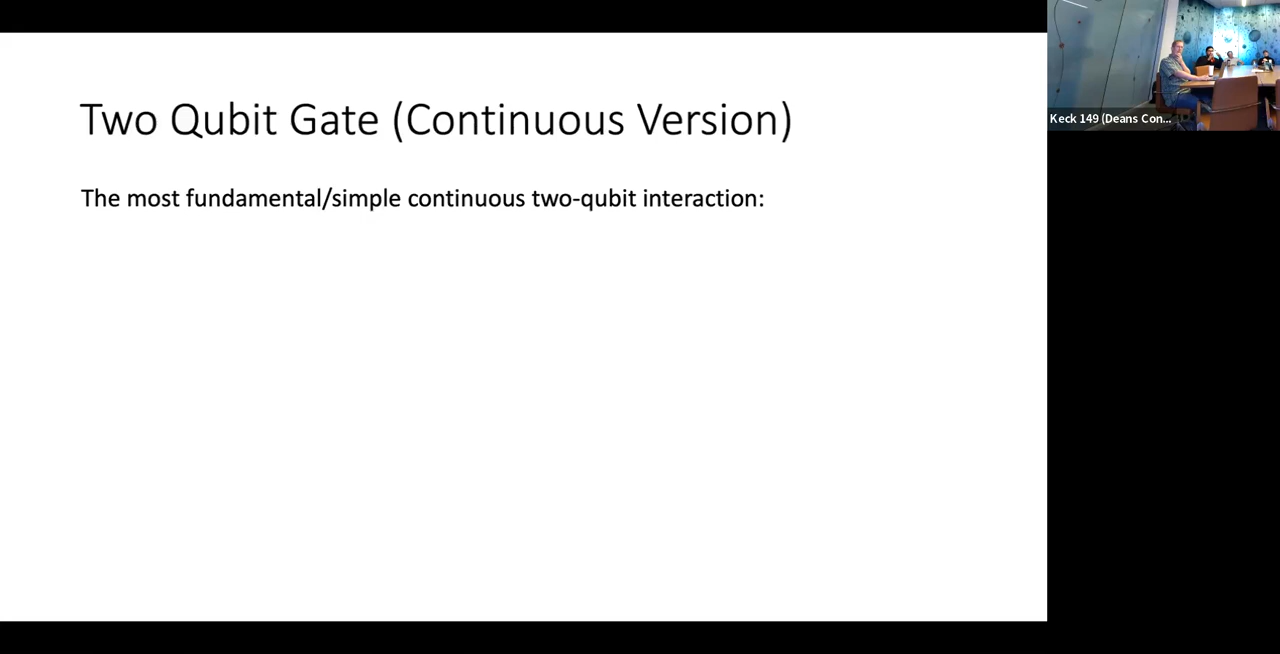 Two Qubit Gate (Continuous Version)
The most fundamental/simple continuous two-qubit interaction:
Keck 149 (Deans Con...